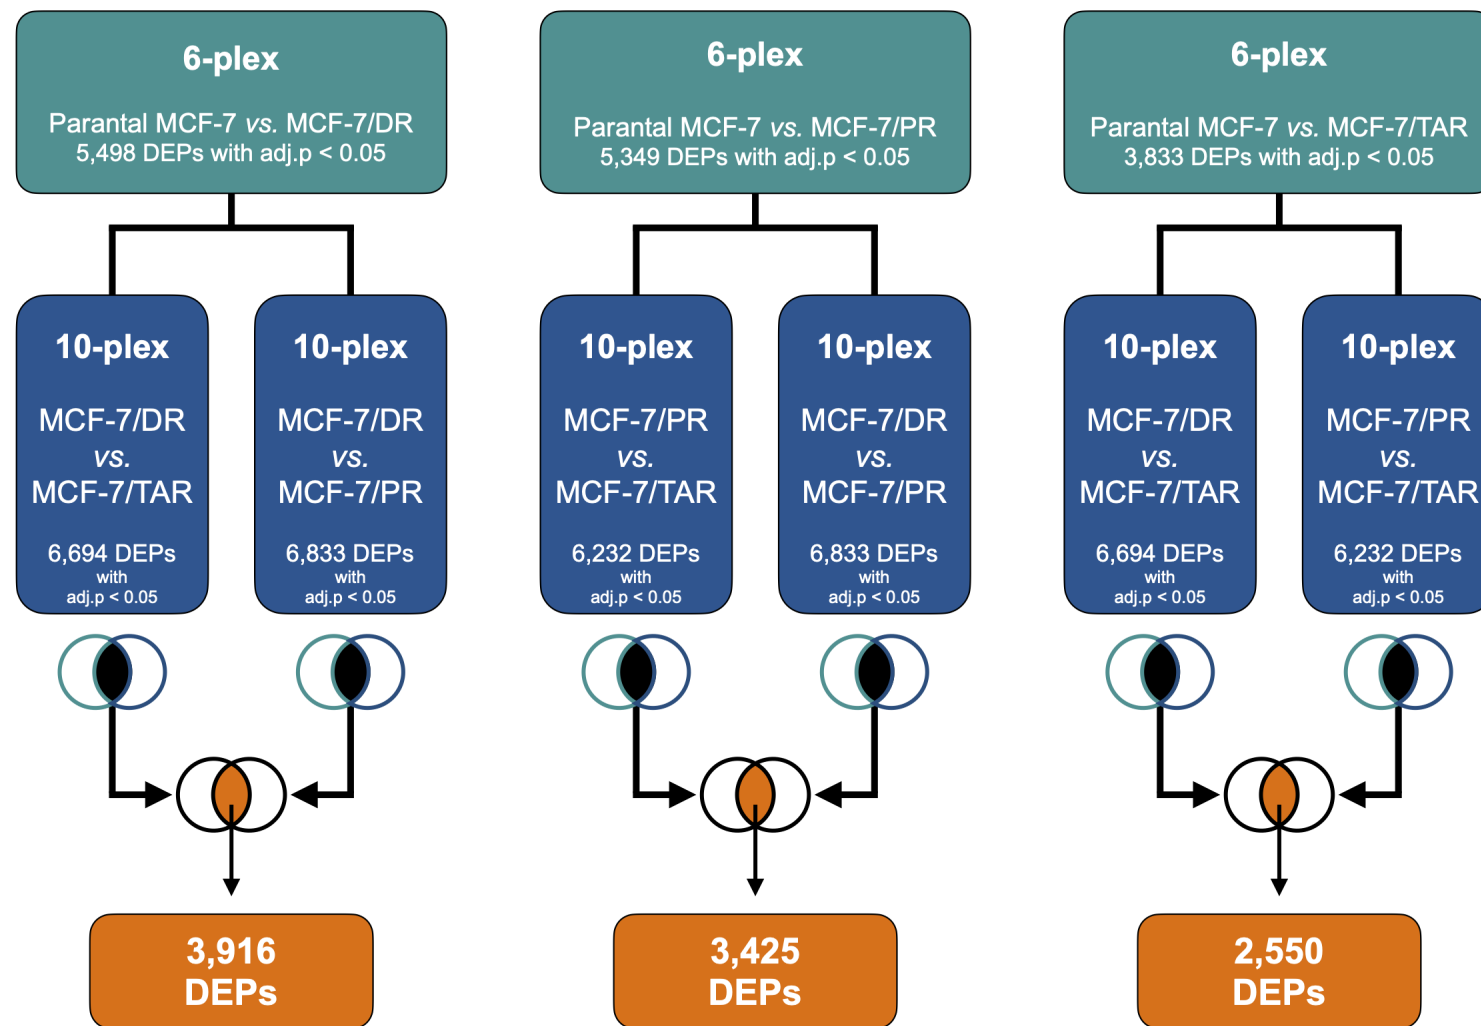 6-plex
Parantal MCF-7 vs. MCF-7/DR
5,498 DEPs with adj.p < 0.05
6-plex
Parantal MCF-7 vs. MCF-7/PR
5,349 DEPs with adj.p < 0.05
6-plex
Parantal MCF-7 vs. MCF-7/TAR
3,833 DEPs with adj.p < 0.05
10-plex
MCF-7/DR
vs.
MCF-7/TAR
6,694 DEPs
with
adj.p < 0.05
10-plex
MCF-7/DR
vs.
MCF-7/PR
6,833 DEPs
with
adj.p < 0.05
10-plex
MCF-7/PR
vs.
MCF-7/TAR
6,232 DEPs
with
adj.p < 0.05
10-plex
MCF-7/DR
vs.
MCF-7/PR
6,833 DEPs
with
adj.p < 0.05
10-plex
MCF-7/DR
vs.
MCF-7/TAR
6,694 DEPs
with
adj.p < 0.05
10-plex
MCF-7/PR
vs.
MCF-7/TAR
6,232 DEPs
with
adj.p < 0.05
3,916
DEPs
3,425
DEPs
2,550
DEPs